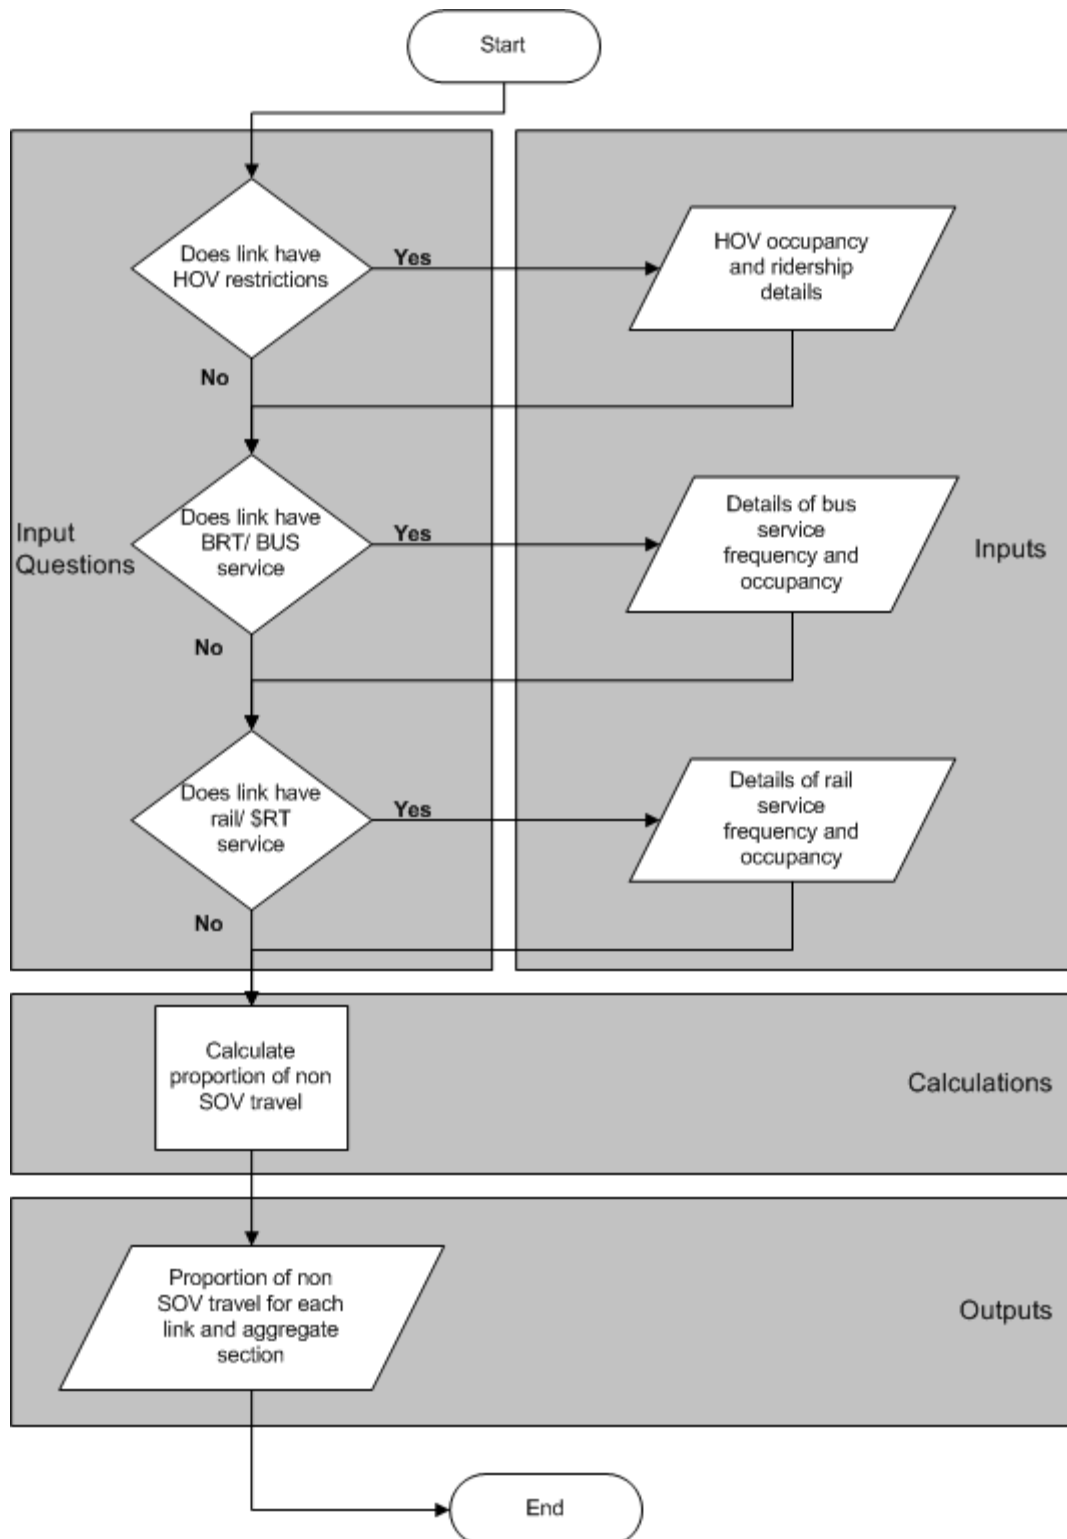 Start
Does link have
HOV restrictions
Yes
HOV occupancy
and ridership
details
No
Input
Questions
Does link have
BRT/ BUS
service
Yes
Details of bus
service
frequency and
occupancy
Inputs
No
Does link have
rail/ $RT
service
Yes
Details of rail
service
frequency and
occupancy
No
Calculate
proportion of non
SOV travel
Calculations
Proportion of non
SOV travel for each
link and aggregate
section
Outputs
End